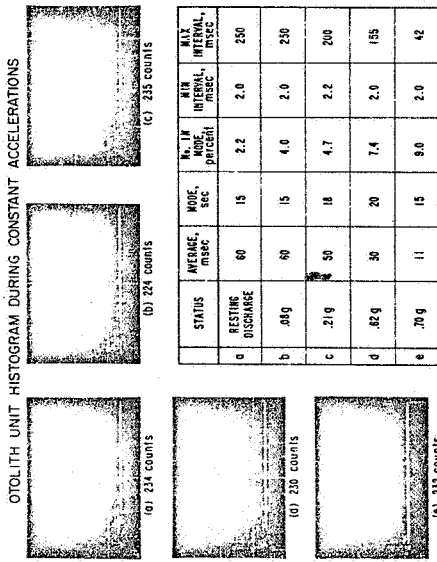 OTOLITH UNIT HISTOGRAM DURING CONSTANT ACCELERATIONS
(a) 234 counts
(b) 224 counts
(c) 235 counts
(d) 230 counts
(e) 232 counts
STATUS AVERAGE, msec MODE, sec No. IN MODE, percent MIN INTERVAL, msec MAX INTERVAL, msec
a RESTING DISCHARGE 60 15 2.2 2.0 250
b .08g 60 15 4.0 2.0 230
c .21g 50 18 4.7 2.2 200
d .62g 30 20 7.4 2.0 155
e .70g 11 15 9.0 2.0 42